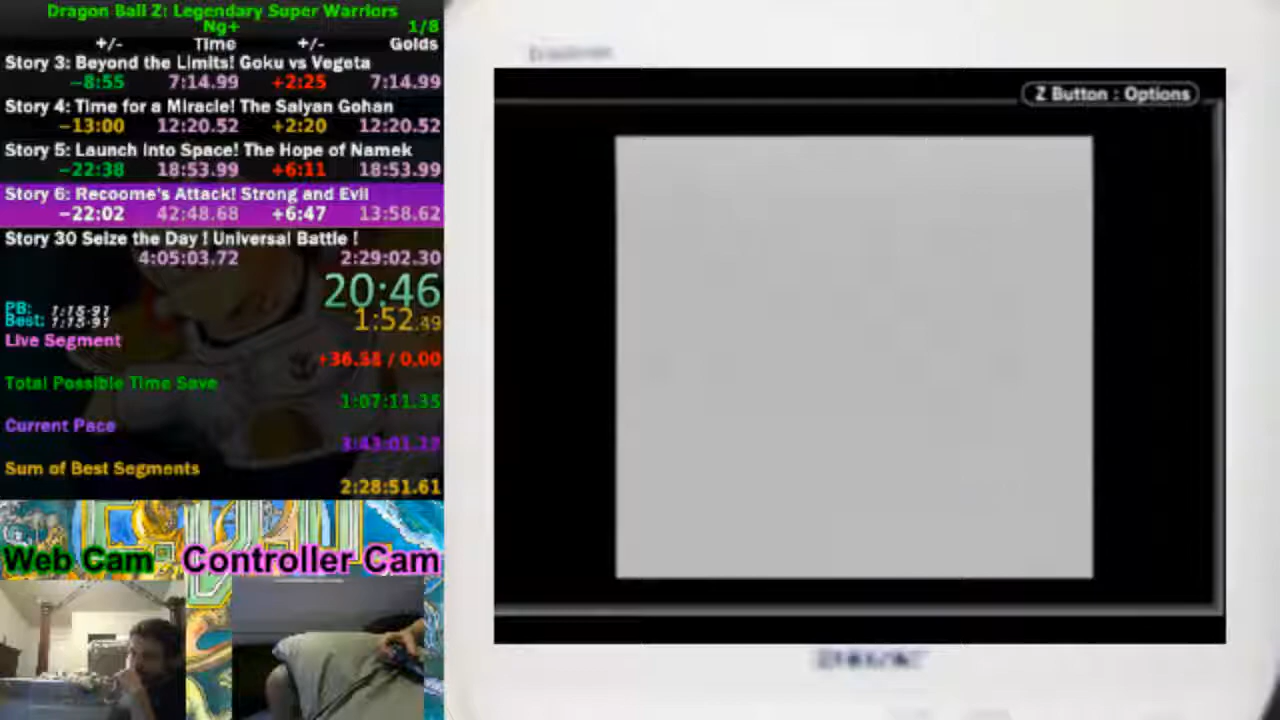 Dragon Ball Z: Legendary Super Warriors
Ng+ 1/8
+/- Time +/- Golds
Story 3: Beyond the Limits! Goku vs Vegeta
−8:55 7:14.99 +2:25 7:14.99
Story 4: Time for a Miracle! The Saiyan Gohan
−13:00 12:20.52 +2:20 12:20.52
Story 5: Launch Into Space! The Hope of Namek
−22:38 18:53.99 +6:11 18:53.99
Story 6: Recoome's Attack! Strong and Evil
−22:02 42:48.68 +6:47 13:58.62
Story 30 Seize the Day ! Universal Battle !
4:05:03.72 2:29:02.30
20:46
PB:
Best:
1:52.49
Live Segment
+36.58 / 0.00
Total Possible Time Save
1:07:11.35
Current Pace
Sum of Best Segments
2:28:51.61
Web Cam Controller Cam
Z Button : Options